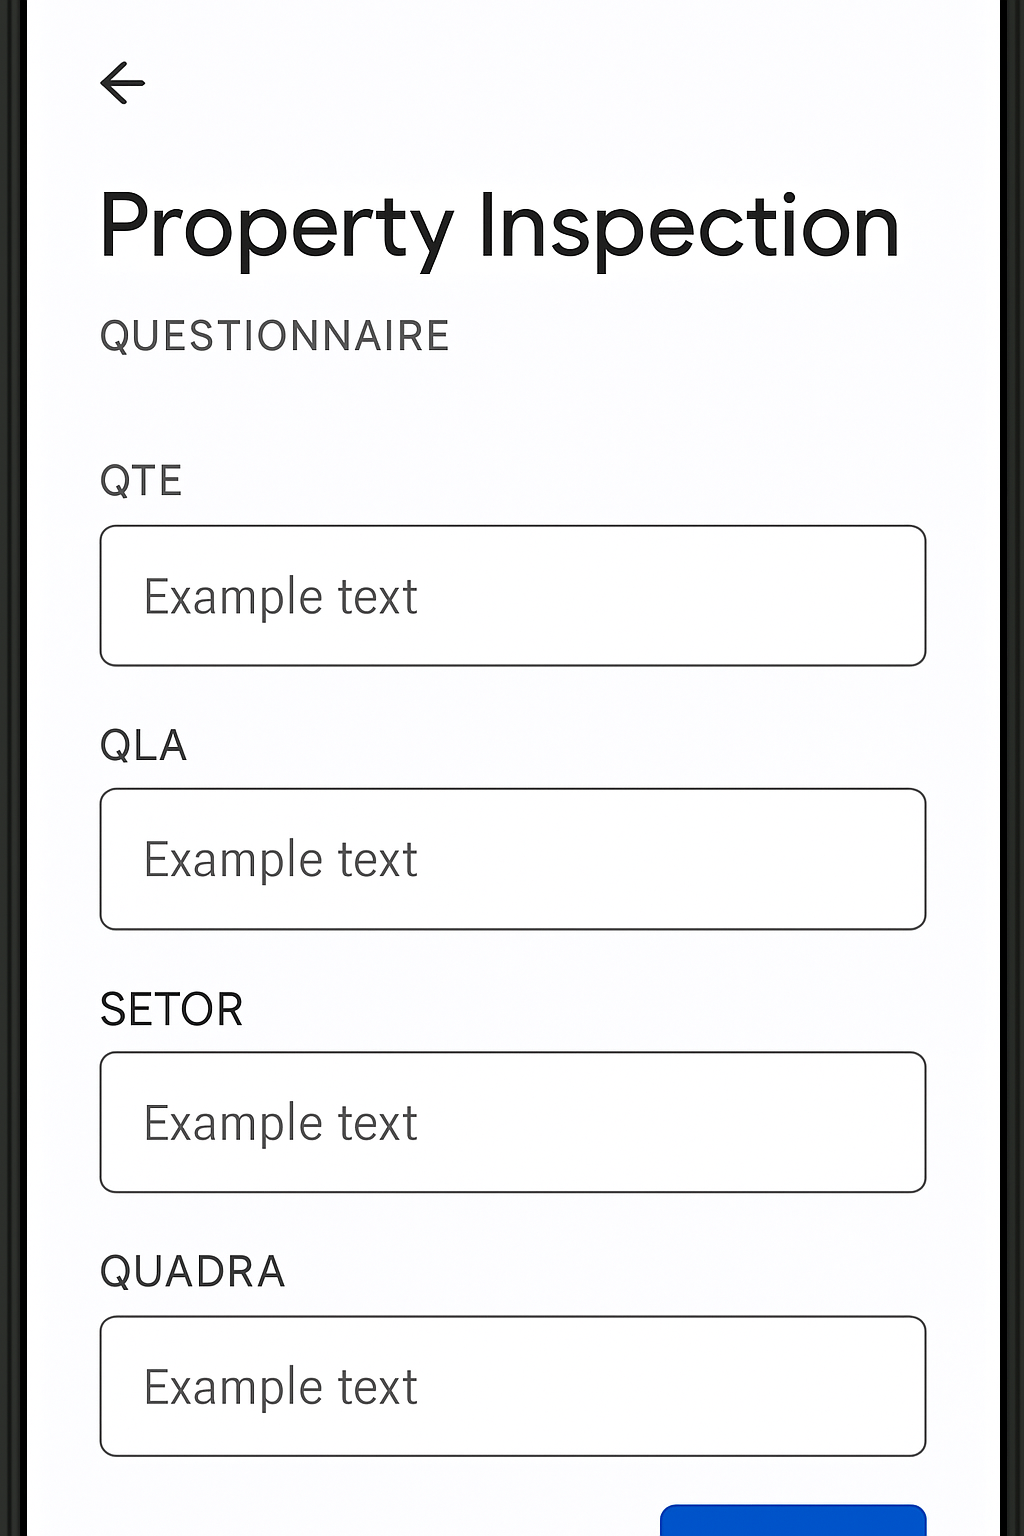 Property Inspection
QUESTIONNAIRE
QTE
Example text
QLA
Example text
SETOR
Example text
QUADRA
Example text